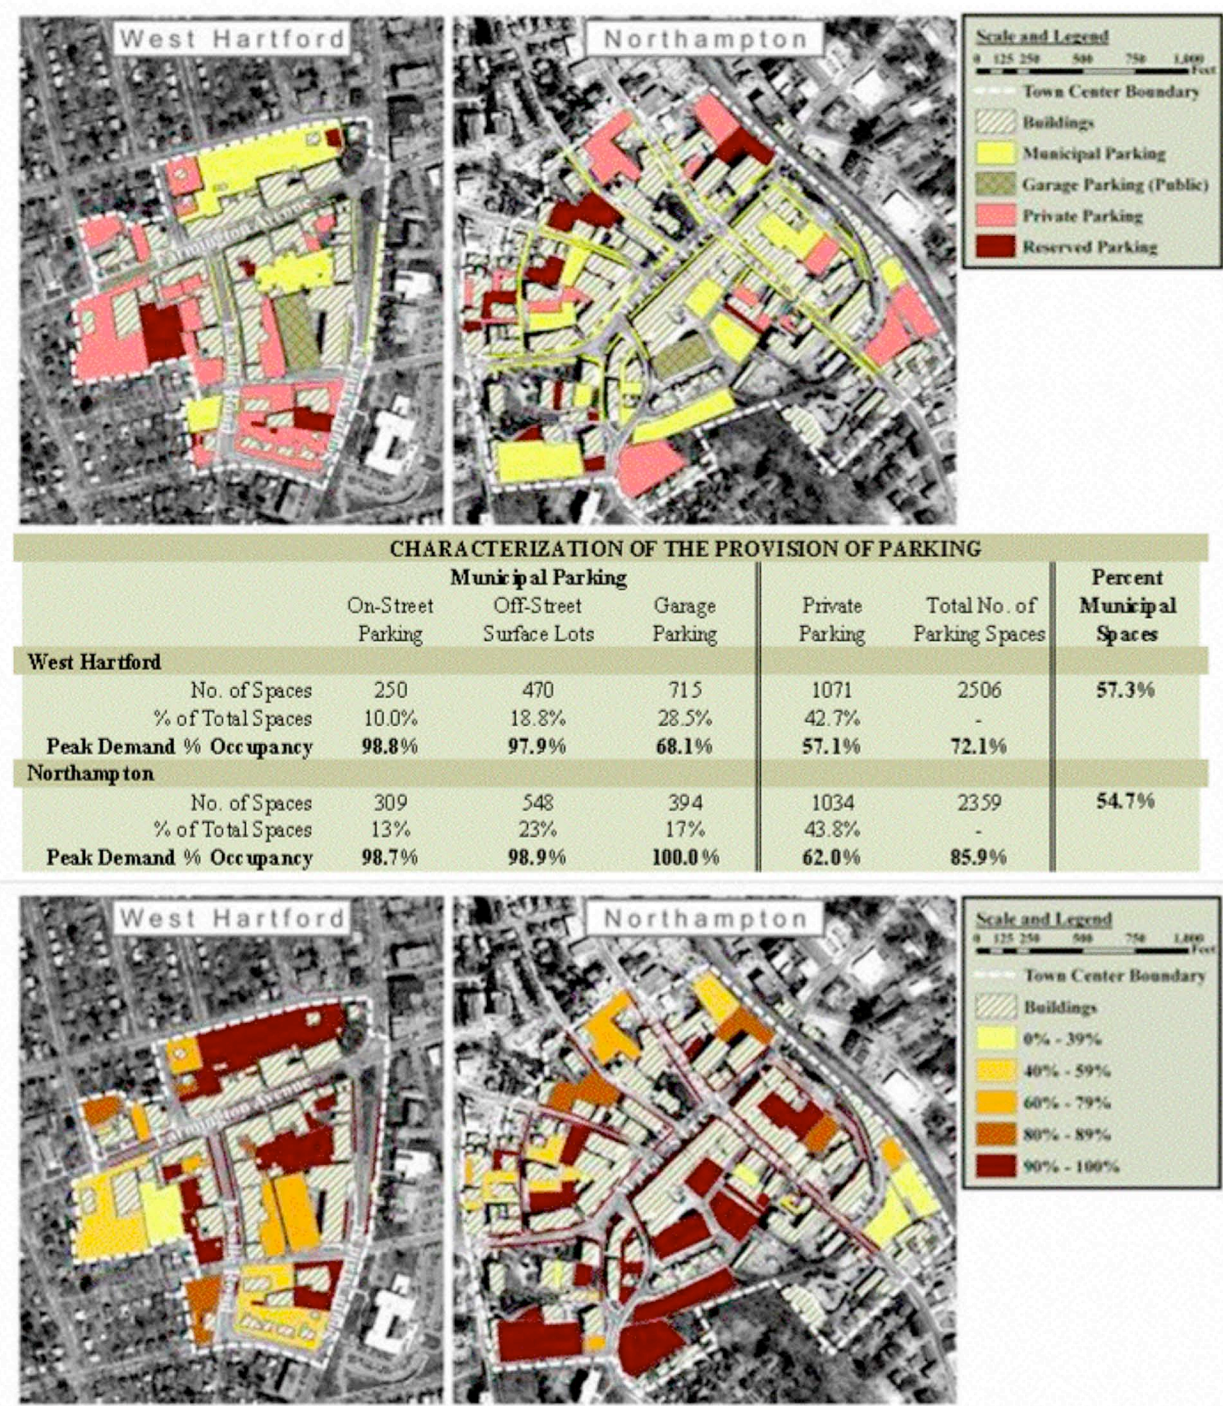 West Hartford
Northampton
Scale and Legend
0 125 250 500 750 1,000
Feet
Town Center Boundary
Buildings
Municipal Parking
Garage Parking (Public)
Private Parking
Reserved Parking
Farmington Avenue
CHARACTERIZATION OF THE PROVISION OF PARKING
Municipal Parking Percent
On-Street Off-Street Garage Private Total No. of Municipal
Parking Surface Lots Parking Parking Parking Spaces Spaces
West Hartford
No. of Spaces 250 470 715 1071 2506 57.3%
% of Total Spaces 10.0% 18.8% 28.5% 42.7% -
Peak Demand % Occupancy 98.8% 97.9% 68.1% 57.1% 72.1%
Northampton
No. of Spaces 309 548 394 1034 2359 54.7%
% of Total Spaces 13% 23% 17% 43.8% -
Peak Demand % Occupancy 98.7% 98.9% 100.0% 62.0% 85.9%
West Hartford
Northampton
Scale and Legend
0 125 250 500 750 1,000
Feet
Town Center Boundary
Buildings
0% - 39%
40% - 59%
60% - 79%
80% - 89%
90% - 100%
Farmington Avenue